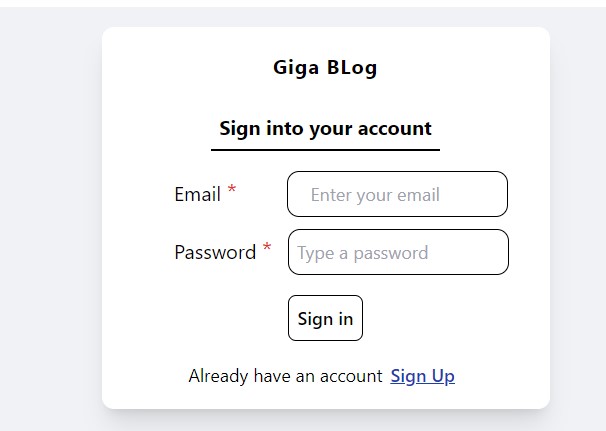 Giga BLog
Sign into your account
Email * Enter your email
Password * Type a password
Sign in
Already have an account Sign Up